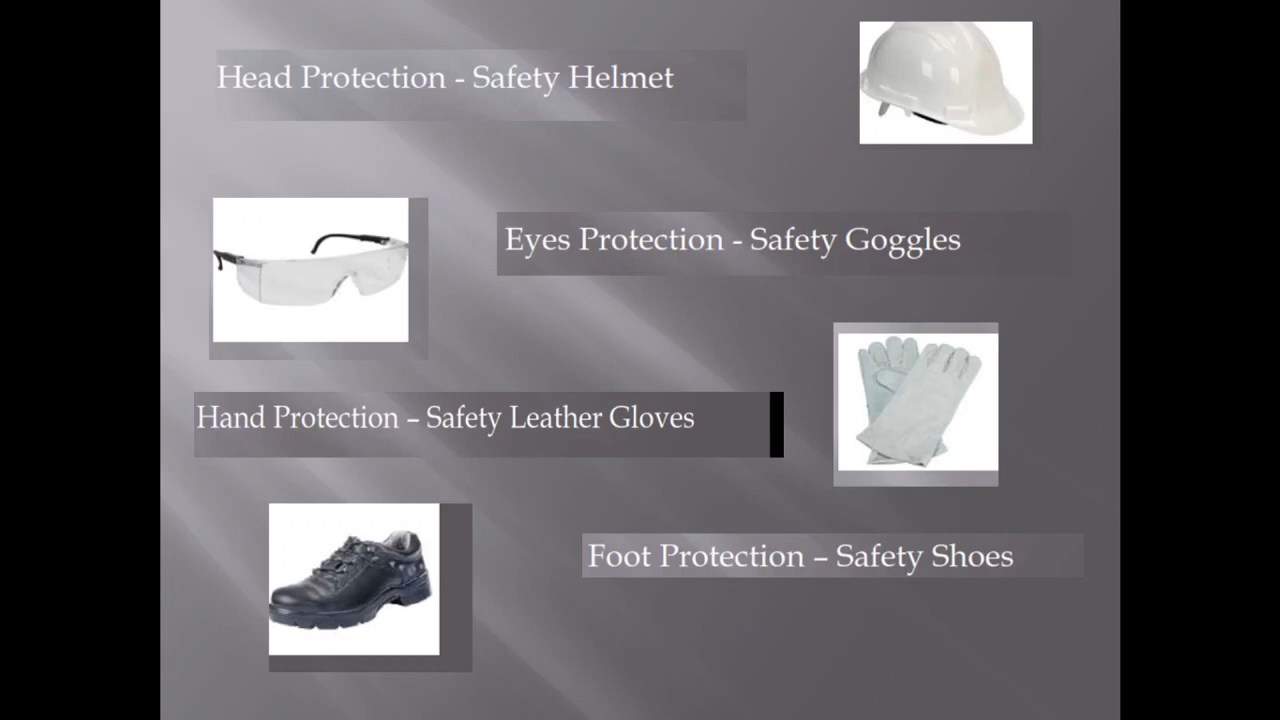 Head Protection - Safety Helmet
Eyes Protection - Safety Goggles
Hand Protection – Safety Leather Gloves
Foot Protection – Safety Shoes